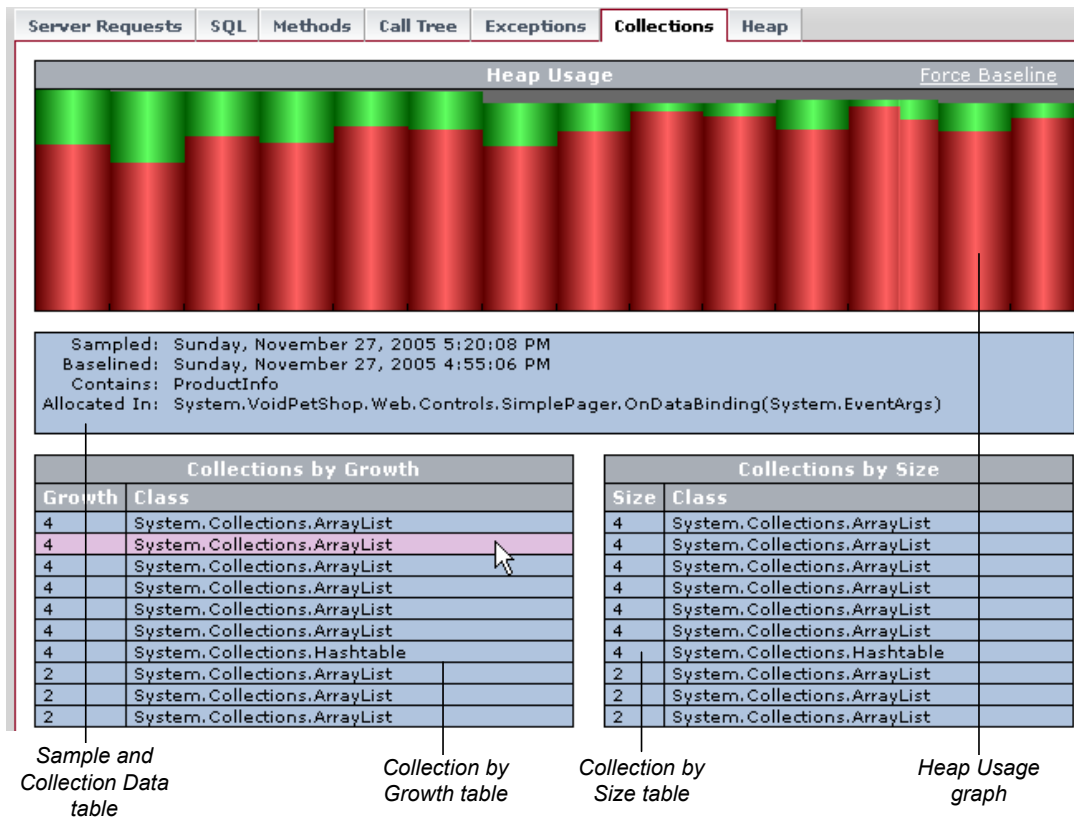 Server Requests SQL Methods Call Tree Exceptions Collections Heap
Heap Usage Force Baseline
Sampled: Sunday, November 27, 2005 5:20:08 PM
Baselined: Sunday, November 27, 2005 4:55:06 PM
Contains: ProductInfo
Allocated In: System.VoidPetShop.Web.Controls.SimplePager.OnDataBinding(System.EventArgs)
Collections by Growth
Growth Class
4 System.Collections.ArrayList
4 System.Collections.ArrayList
4 System.Collections.ArrayList
4 System.Collections.ArrayList
4 System.Collections.ArrayList
4 System.Collections.ArrayList
4 System.Collections.Hashtable
2 System.Collections.ArrayList
2 System.Collections.ArrayList
2 System.Collections.ArrayList
Collections by Size
Size Class
4 System.Collections.ArrayList
4 System.Collections.ArrayList
4 System.Collections.ArrayList
4 System.Collections.ArrayList
4 System.Collections.ArrayList
4 System.Collections.ArrayList
4 System.Collections.Hashtable
2 System.Collections.ArrayList
2 System.Collections.ArrayList
2 System.Collections.ArrayList
Sample and
Collection Data
table
Collection by
Growth table
Collection by
Size table
Heap Usage
graph